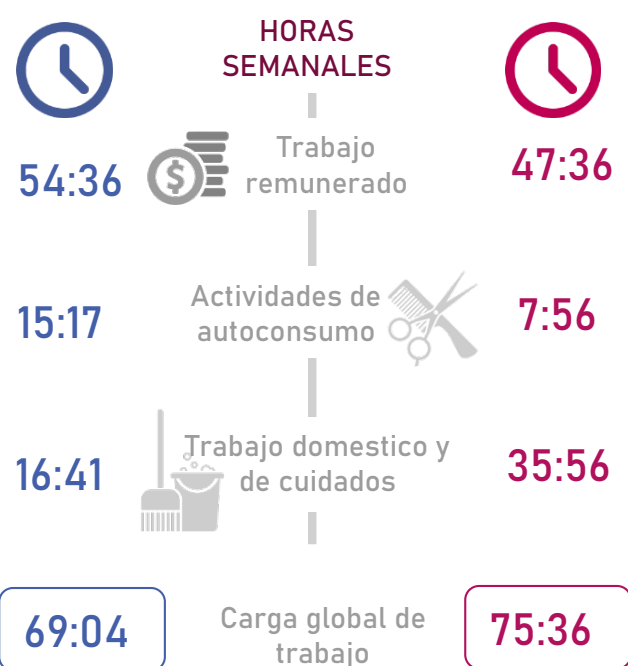 HORAS
SEMANALES
54:36
$
Trabajo
remunerado
47:36
15:17
Actividades de
autoconsumo
7:56
16:41
Trabajo domestico y
de cuidados
35:56
69:04
Carga global de
trabajo
75:36